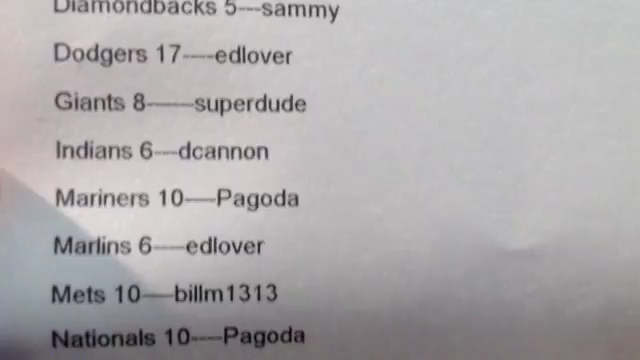 Diamondbacks 5---sammy
Dodgers 17----edlover
Giants 8------superdude
Indians 6---dcannon
Mariners 10----Pagoda
Marlins 6----edlover
Mets 10----billm1313
Nationals 10----Pagoda